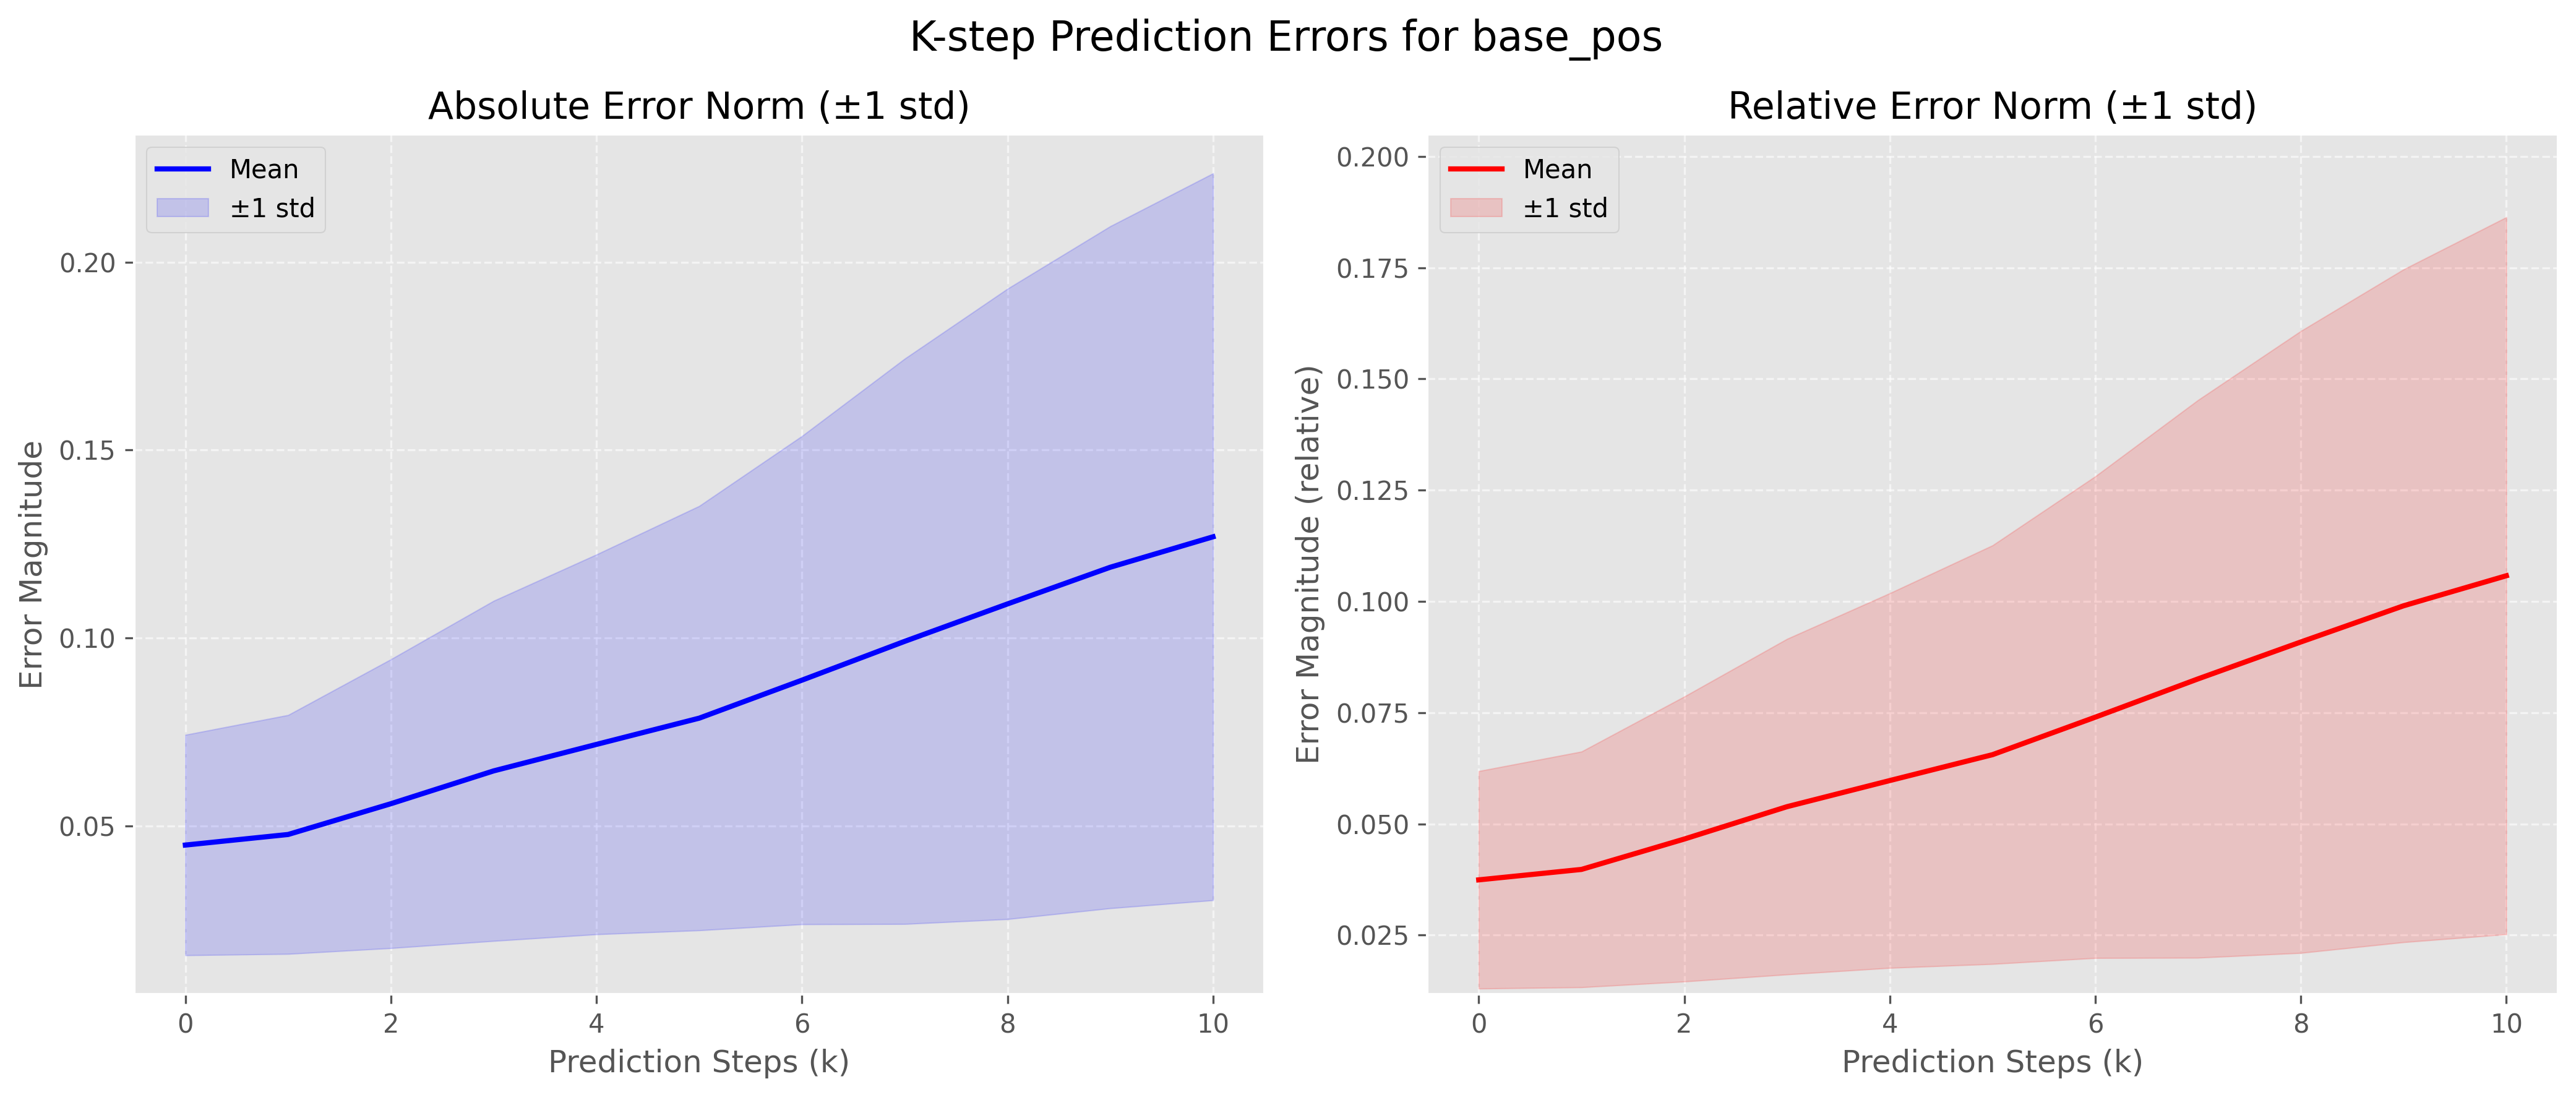 K-step Prediction Errors for base_pos
Absolute Error Norm (±1 std)
Mean
±1 std
0.20
0.15
0.10
0.05
Error Magnitude
0 2 4 6 8 10
Prediction Steps (k)
Relative Error Norm (±1 std)
Mean
±1 std
0.200
0.175
0.150
0.125
0.100
0.075
0.050
0.025
Error Magnitude (relative)
0 2 4 6 8 10
Prediction Steps (k)